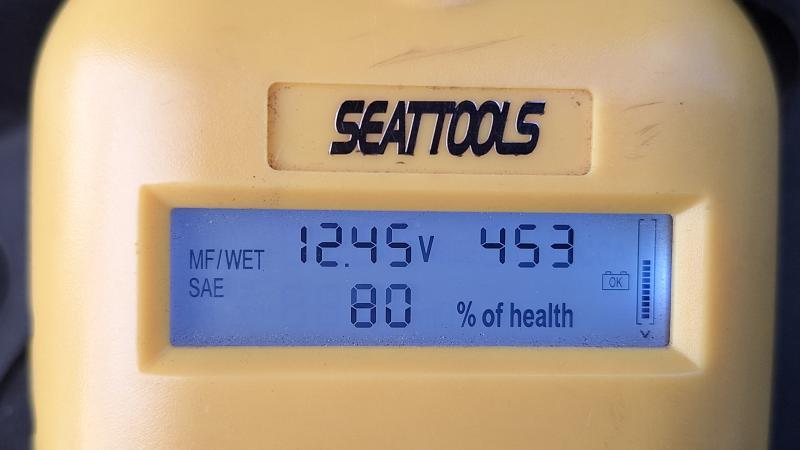 SEATTOOLS
MF/WET 12.45V 453
SAE
80 % of health
OK
V